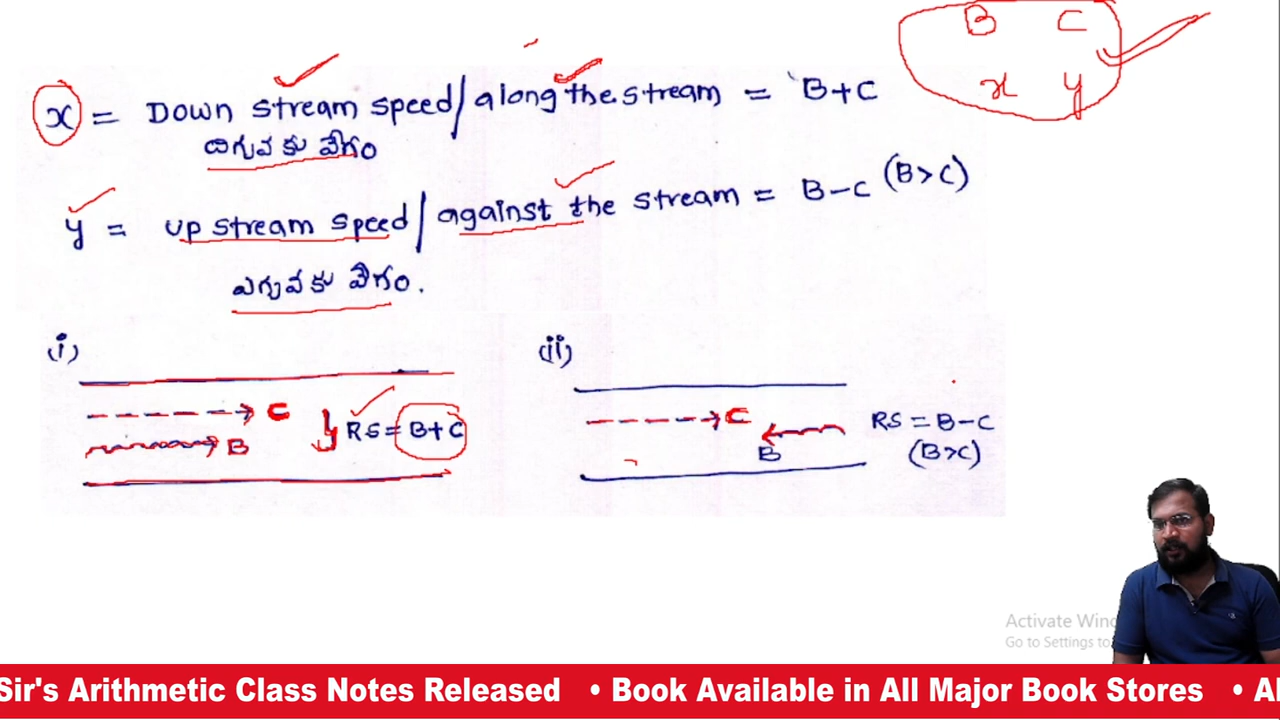 B C
x y
x = Down stream speed/along the stream = B+C
దిగువకు వేగం
y = up stream speed/against the stream = B-C (B>C)
ఎగువకు వేగం.
(i) (ii)
C
B
RS = B+C
C
B
RS = B-C
(B>C)
Activate Wind
Go to Settings to
Sir's Arithmetic Class Notes Released • Book Available in All Major Book Stores • Al